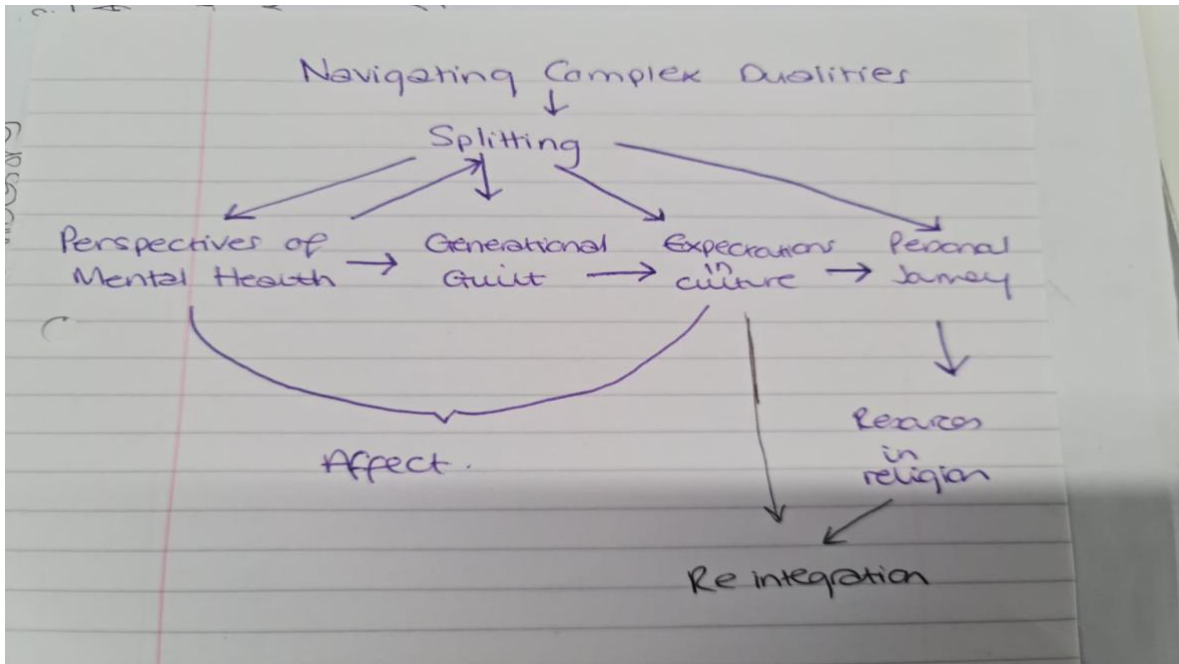 Navigating Complex Dualities
Splitting
Perspectives of
Mental Health
Generational
Guilt
Expectations
in
culture
Personal
Journey
Affect.
Resources
in
religion
Re integration